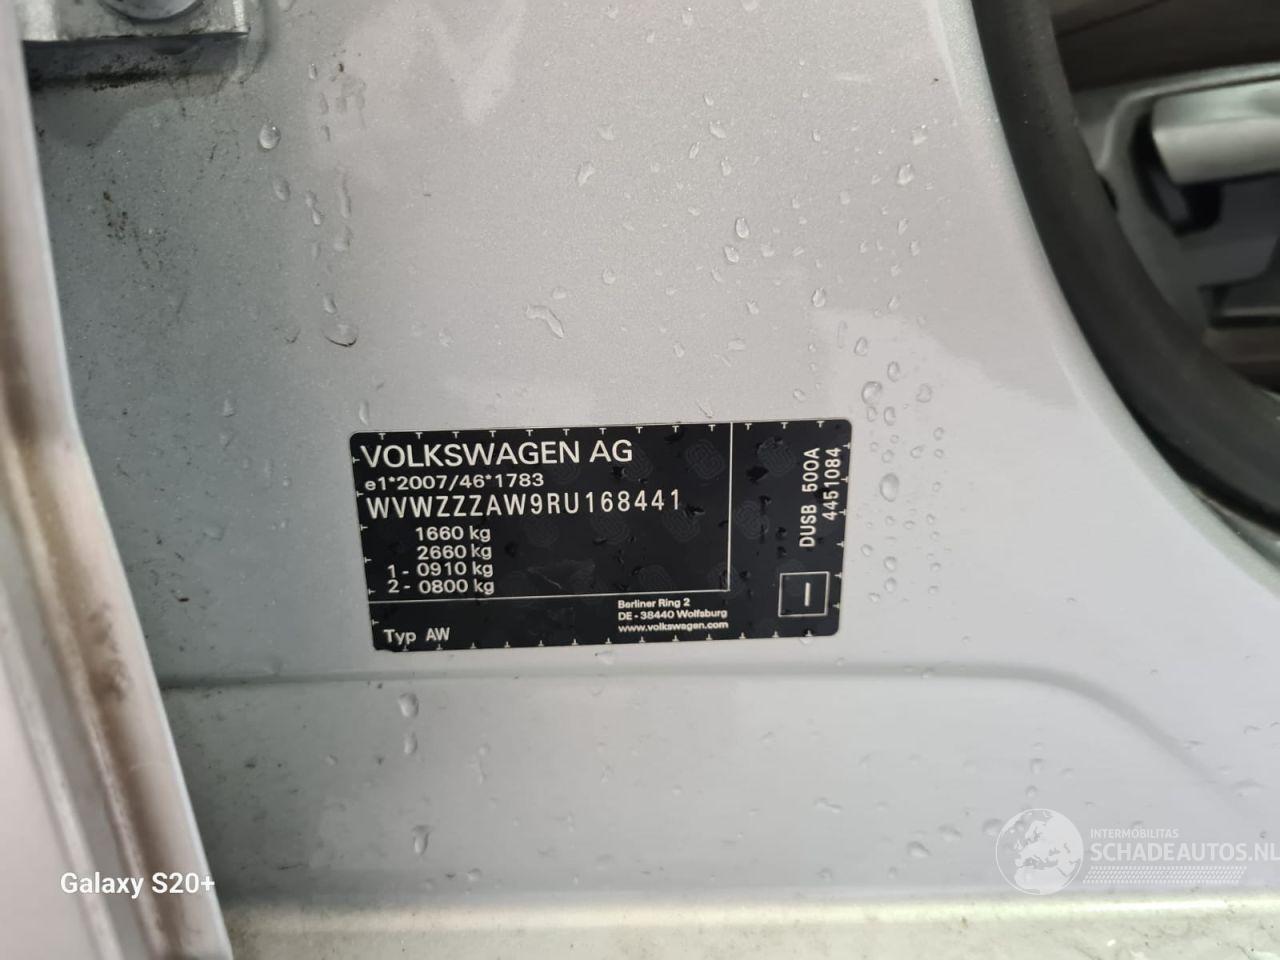 VOLKSWAGEN AG
e1*2007/46*1783
WVWZZZAW9RU168441
1660 kg
2660 kg
1 - 0910 kg
2 - 0800 kg
Berliner Ring 2
DE - 38440 Wolfsburg
www.volkswagen.com
Typ AW
DUSB 500A
4451084
Galaxy S20+
INTERMOBILITAS
SCHADEAUTOS.NL